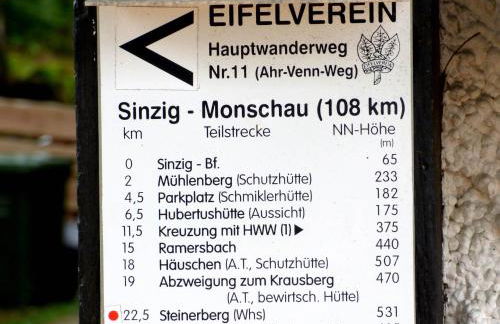 EIFELVEREIN
Hauptwanderweg
Nr.11 (Ahr-Venn-Weg)
Sinzig - Monschau (108 km)
km Teilstrecke NN-Höhe
(m)
0 Sinzig - Bf. 65
2 Mühlenberg (Schutzhütte) 233
4,5 Parkplatz (Schmiklerhütte) 182
6,5 Hubertushütte (Aussicht) 175
11,5 Kreuzung mit HWW (1) ▶ 375
15 Ramersbach 440
18 Häuschen (A.T., Schutzhütte) 507
19 Abzweigung zum Krausberg 470
(A.T., bewirtsch. Hütte)
22,5 Steinerberg (Whs) 531